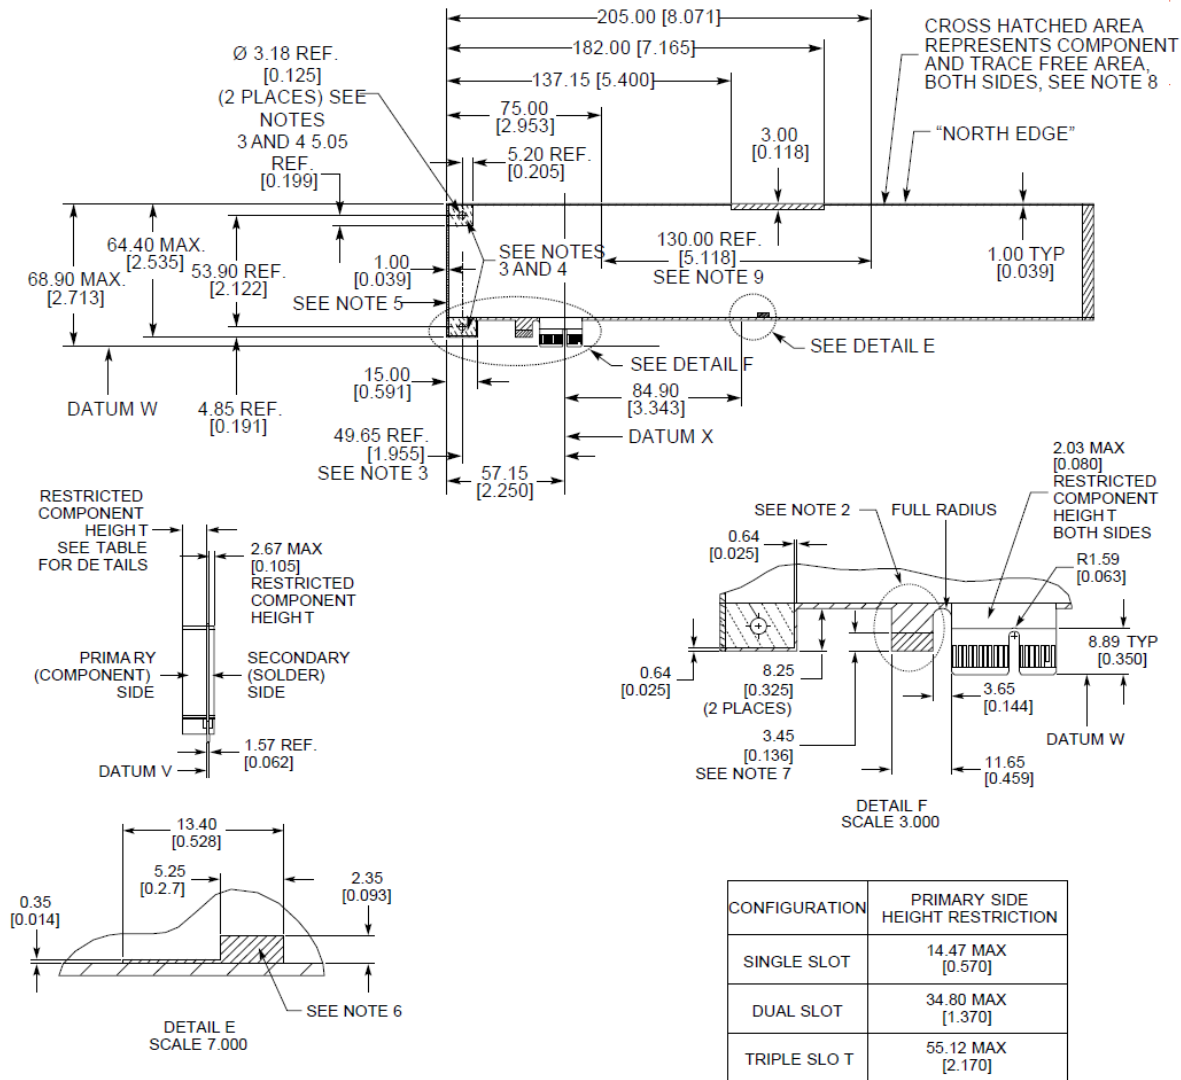 205.00 [8.071]
182.00 [7.165]
137.15 [5.400]
75.00
[2.953]
Ø 3.18 REF.
[0.125]
(2 PLACES) SEE
NOTES
3 AND 4 5.05
REF.
[0.199]
5.20 REF.
[0.205]
3.00
[0.118]
CROSS HATCHED AREA
REPRESENTS COMPONENT
AND TRACE FREE AREA,
BOTH SIDES, SEE NOTE 8
“NORTH EDGE”
68.90 MAX.
[2.713]
64.40 MAX.
[2.535]
53.90 REF.
[2.122]
1.00
[0.039]
SEE NOTE 5
SEE NOTES
3 AND 4
130.00 REF.
[5.118]
SEE NOTE 9
1.00 TYP
[0.039]
SEE DETAIL E
SEE DETAIL F
DATUM W
4.85 REF.
[0.191]
15.00
[0.591]
84.90
[3.343]
DATUM X
49.65 REF.
[1.955]
SEE NOTE 3
57.15
[2.250]
RESTRICTED
COMPONENT
HEIGHT
SEE TABLE
FOR DETAILS
2.67 MAX
[0.105]
RESTRICTED
COMPONENT
HEIGHT
PRIMARY
(COMPONENT)
SIDE
SECONDARY
(SOLDER)
SIDE
1.57 REF.
[0.062]
DATUM V
SEE NOTE 2
FULL RADIUS
2.03 MAX
[0.080]
RESTRICTED
COMPONENT
HEIGHT
BOTH SIDES
0.64
[0.025]
R1.59
[0.063]
8.89 TYP
[0.350]
0.64
[0.025]
8.25
[0.325]
(2 PLACES)
3.65
[0.144]
3.45
[0.136]
SEE NOTE 7
11.65
[0.459]
DATUM W
DETAIL F
SCALE 3.000
13.40
[0.528]
5.25
[0.2.7]
2.35
[0.093]
0.35
[0.014]
SEE NOTE 6
DETAIL E
SCALE 7.000
CONFIGURATION
PRIMARY SIDE
HEIGHT RESTRICTION
SINGLE SLOT
14.47 MAX
[0.570]
DUAL SLOT
34.80 MAX
[1.370]
TRIPLE SLO T
55.12 MAX
[2.170]